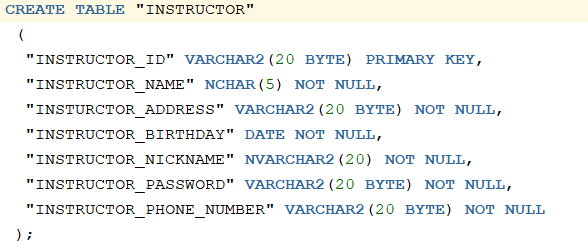 CREATE TABLE "INSTRUCTOR"
(
"INSTRUCTOR_ID" VARCHAR2(20 BYTE) PRIMARY KEY,
"INSTRUCTOR_NAME" NCHAR(5) NOT NULL,
"INSTURCTOR_ADDRESS" VARCHAR2(20 BYTE) NOT NULL,
"INSTRUCTOR_BIRTHDAY" DATE NOT NULL,
"INSTRUCTOR_NICKNAME" NVARCHAR2(20) NOT NULL,
"INSTRUCTOR_PASSWORD" VARCHAR2(20 BYTE) NOT NULL,
"INSTRUCTOR_PHONE_NUMBER" VARCHAR2(20 BYTE) NOT NULL
);